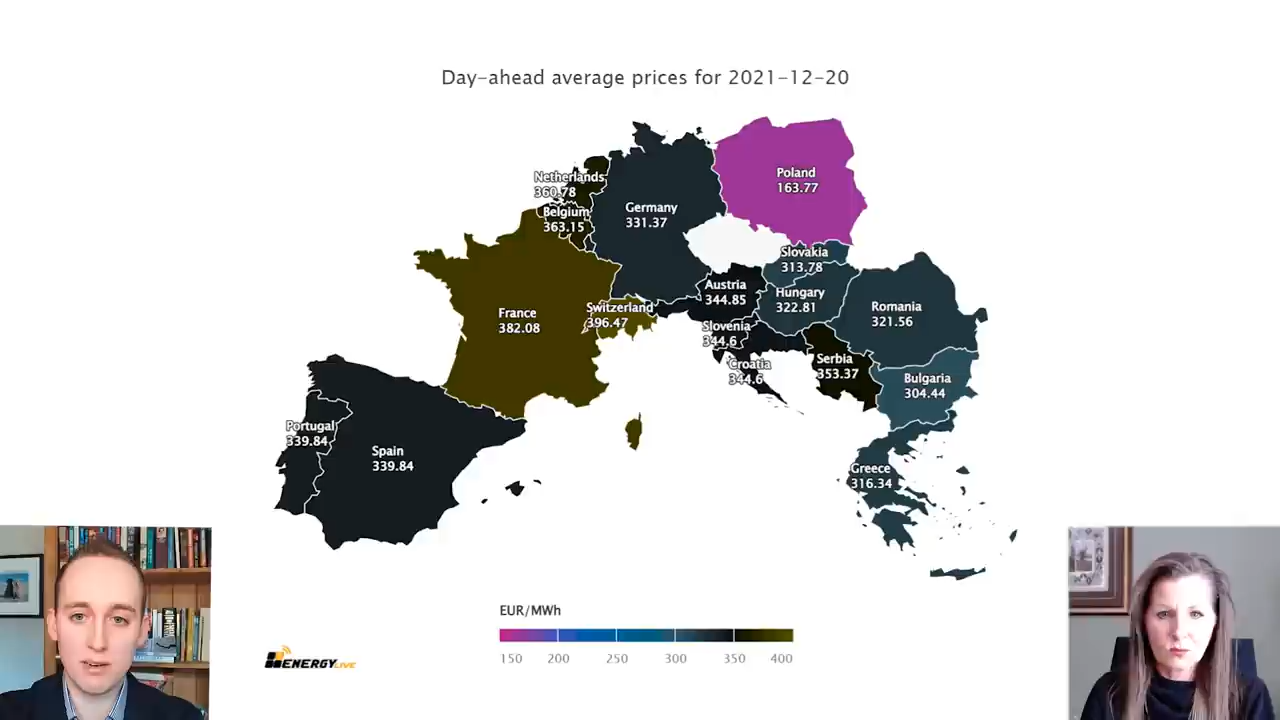 Day-ahead average prices for 2021-12-20
Poland
163.77
Netherlands
360.78
Belgium
363.15
Germany
331.37
Slovakia
313.78
Austria
344.85
Hungary
322.81
Romania
321.56
France
382.08
Switzerland
396.47
Slovenia
344.6
Croatia
344.6
Serbia
353.37
Bulgaria
304.44
Portugal
339.84
Spain
339.84
Greece
316.34
EUR/MWh
150 200 250 300 350 400
ENERGY LIVE